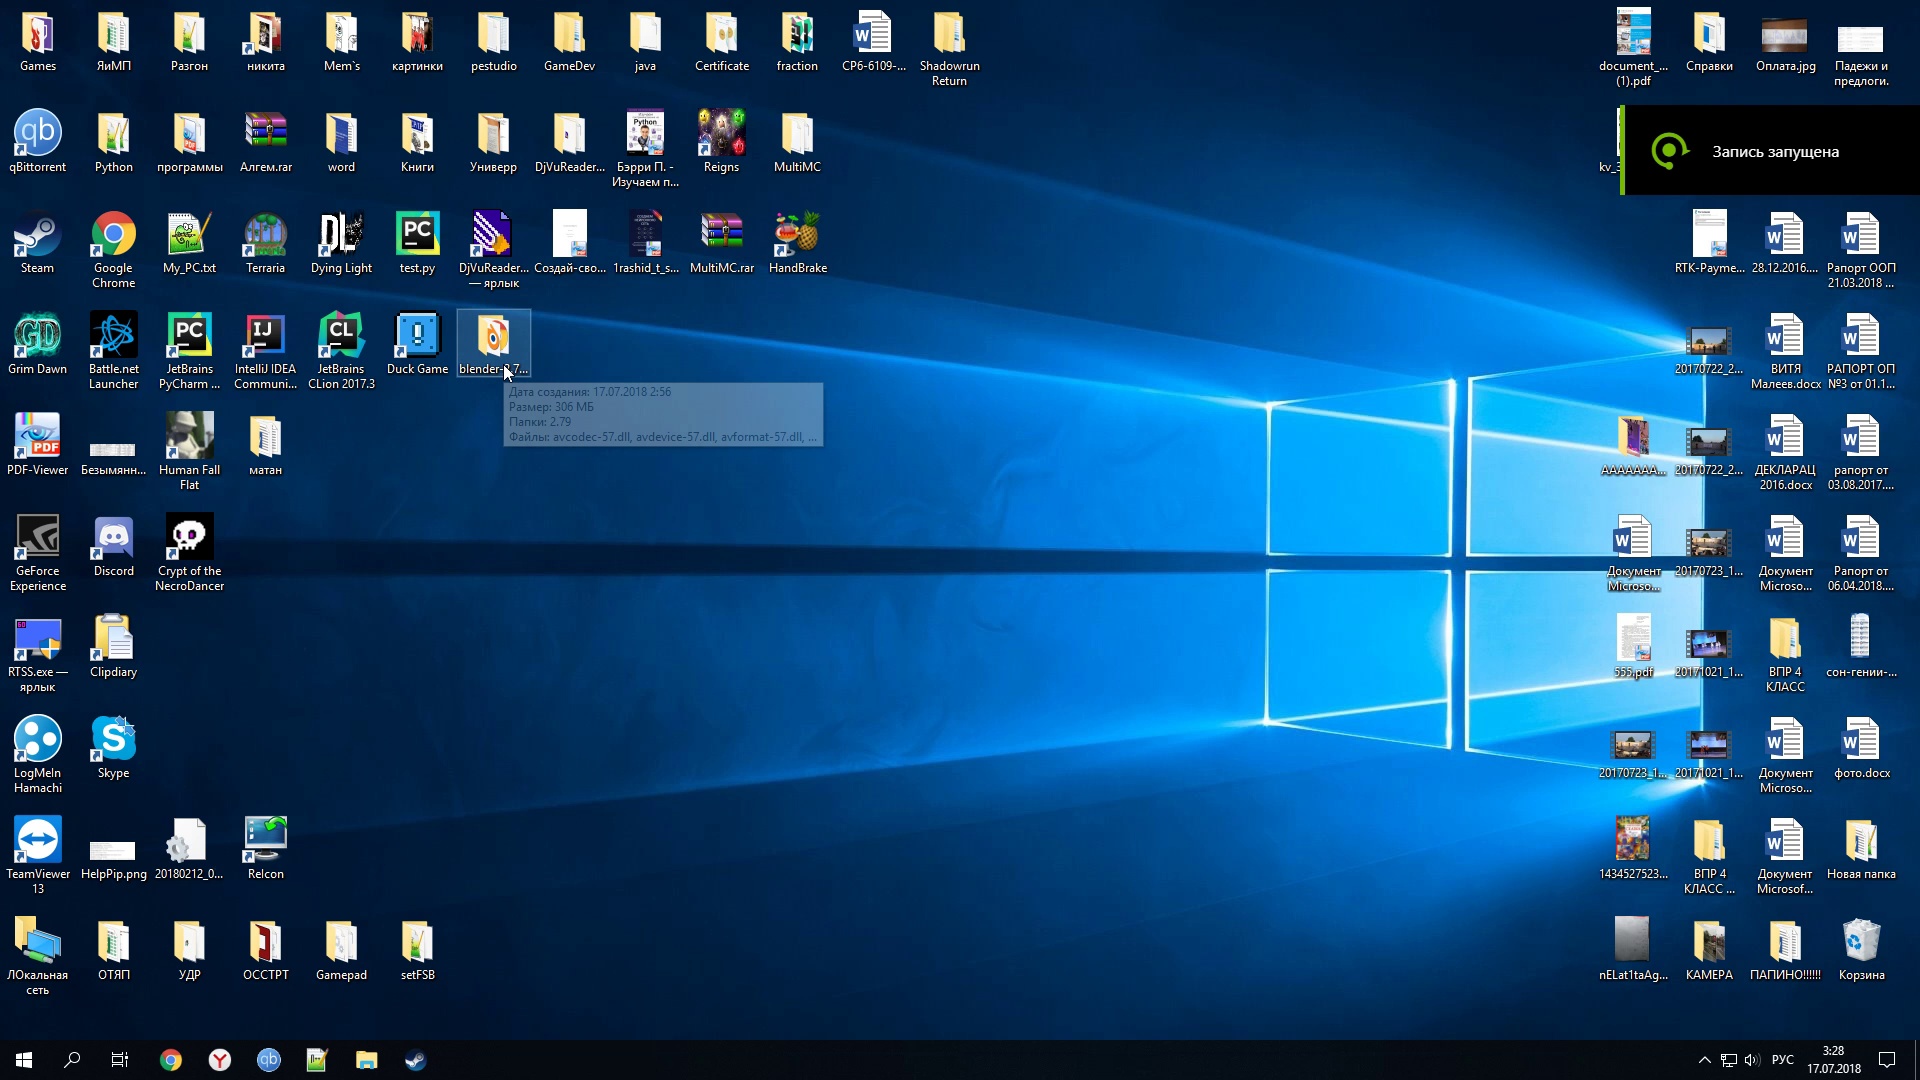 Games
ЯиМП
Разгон
никита
Mem`s
картинки
pestudio
GameDev
java
Certificate
fraction
СР6-6109-...
Shadowrun
Return
document_...
(1).pdf
Справки
Оплата.jpg
Падежи и
предлоги.
qBittorrent
Python
программы
Алгем.rar
word
Книги
Универр
DjVuReader...
Бэрри П. -
Изучаем п...
Reigns
MultiMC
Запись запущена
Steam
Google
Chrome
My_PC.txt
Terraria
Dying Light
test.py
DjVuReader...
— ярлык
Создай-сво...
1rashid_t_s...
MultiMC.rar
HandBrake
RTK-Payme...
28.12.2016....
Рапорт ООП
21.03.2018 ...
Grim Dawn
Battle.net
Launcher
JetBrains
PyCharm ...
IntelliJ IDEA
Communi...
JetBrains
CLion 2017.3
Duck Game
20170722_2...
ВИТЯ
Малеев.docx
РАПОРТ ОП
№3 от 01.1...
Дата создания: 17.07.2018 2:56
Размер: 306 МБ
Папки: 2.79
Файлы: avcodec-57.dll, avdevice-57.dll, avformat-57.dll, ...
PDF-Viewer
Безымянн...
Human Fall
Flat
матан
AAAAAAA...
20170722_2...
ДЕКЛАРАЦ
2016.docx
рапорт от
03.08.2017....
GeForce
Experience
Discord
Crypt of the
NecroDancer
Документ
Microso...
20170723_1...
Документ
Microso...
Рапорт от
06.04.2018....
RTSS.exe —
ярлык
Clipdiary
555.pdf
20171021_1...
ВПР 4
КЛАСС
сон-гении-...
LogMeIn
Hamachi
Skype
20170723_1...
20171021_1...
Документ
Microso...
фото.docx
TeamViewer
13
HelpPip.png
20180212_0...
Relcon
1434527523...
ВПР 4
КЛАСС ...
Документ
Microsof...
Новая папка
ЛОкальная
сеть
ОТЯП
УДР
ОССТРТ
Gamepad
setFSB
nELat1taAg...
КАМЕРА
ПАПИНО!!!!!!
Корзина
РУС
3:28
17.07.2018